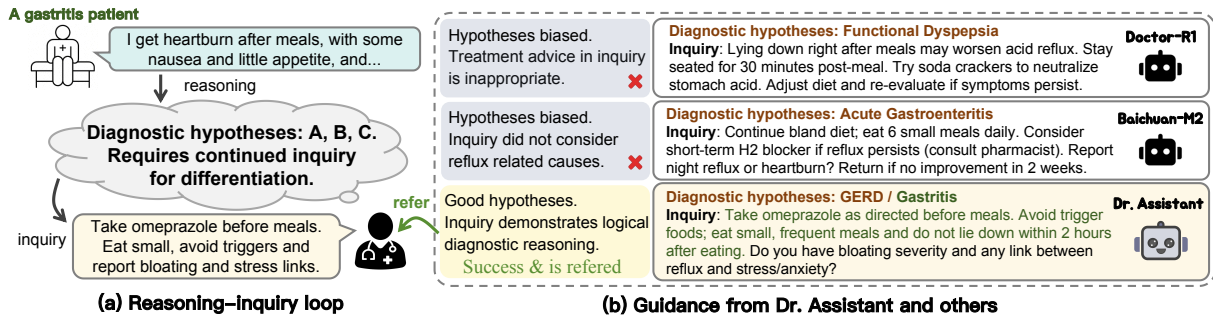 A gastritis patient
I get heartburn after meals, with some
nausea and little appetite, and...
reasoning
Diagnostic hypotheses: A, B, C.
Requires continued inquiry
for differentiation.
inquiry
Take omeprazole before meals.
Eat small, avoid triggers and
report bloating and stress links.
refer
(a) Reasoning–inquiry loop
Hypotheses biased.
Treatment advice in inquiry
is inappropriate.
Diagnostic hypotheses: Functional Dyspepsia
Inquiry: Lying down right after meals may worsen acid reflux. Stay
seated for 30 minutes post-meal. Try soda crackers to neutralize
stomach acid. Adjust diet and re-evaluate if symptoms persist.
Doctor-R1
Hypotheses biased.
Inquiry did not consider
reflux related causes.
Diagnostic hypotheses: Acute Gastroenteritis
Inquiry: Continue bland diet; eat 6 small meals daily. Consider
short-term H2 blocker if reflux persists (consult pharmacist). Report
night reflux or heartburn? Return if no improvement in 2 weeks.
Baichuan-M2
Good hypotheses.
Inquiry demonstrates logical
diagnostic reasoning.
Success & is refered
Diagnostic hypotheses: GERD / Gastritis
Inquiry: Take omeprazole as directed before meals. Avoid trigger
foods; eat small, frequent meals and do not lie down within 2 hours
after eating. Do you have bloating severity and any link between
reflux and stress/anxiety?
Dr. Assistant
(b) Guidance from Dr. Assistant and others